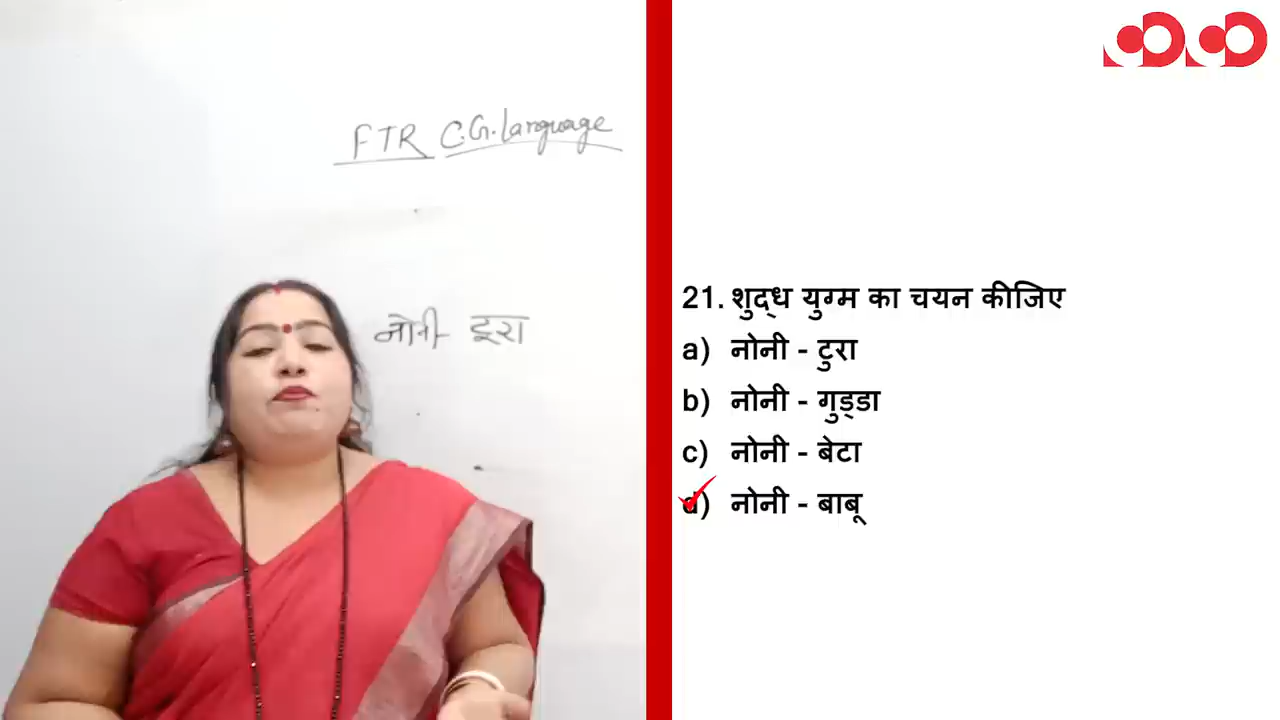 FTR C.G. Language
नोनी टूरा
21. शुद्ध युग्म का चयन कीजिए
a) नोनी - टुरा
b) नोनी - गुड्डा
c) नोनी - बेटा
d) नोनी - बाबू